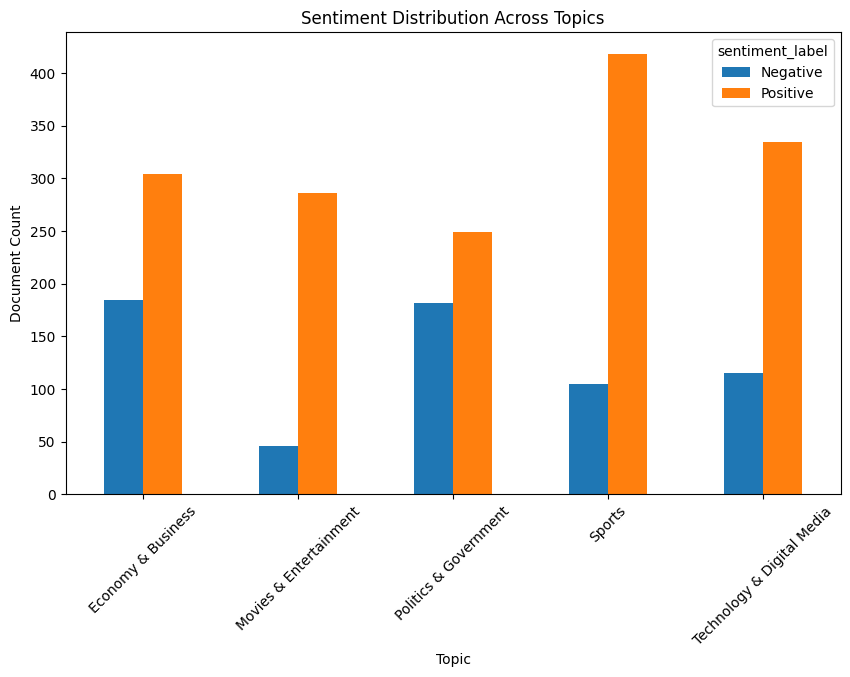 Sentiment Distribution Across Topics
sentiment_label
Negative
Positive
Document Count
400
350
300
250
200
150
100
50
0
Economy & Business
Movies & Entertainment
Politics & Government
Sports
Technology & Digital Media
Topic